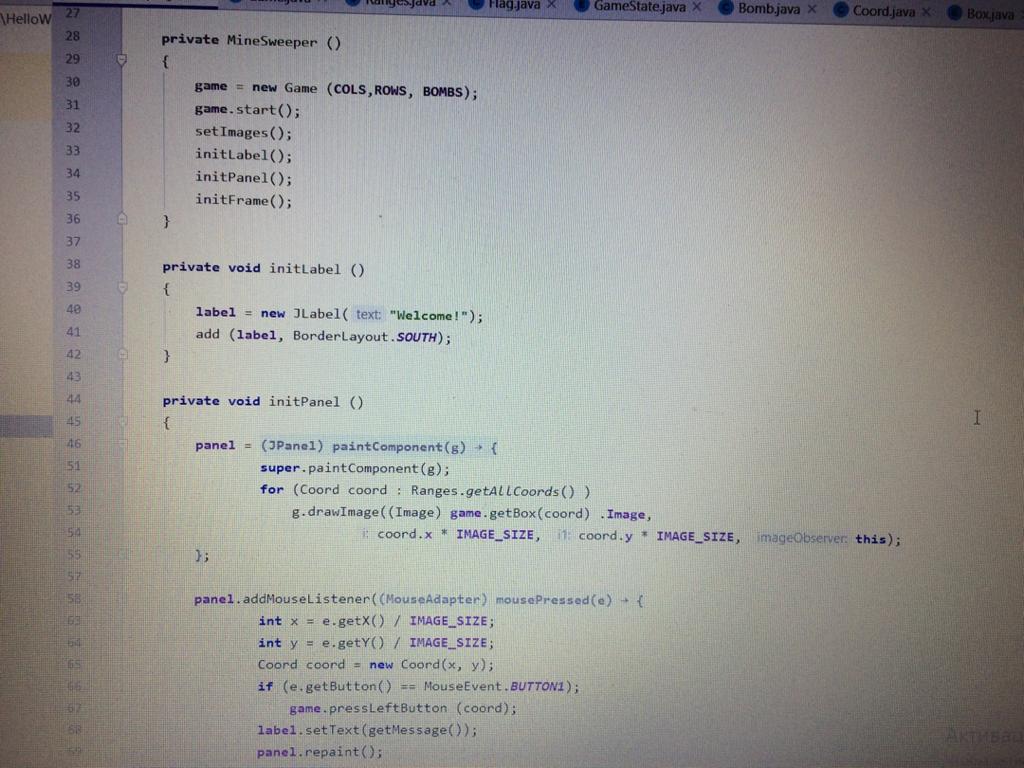 \HelloW
Ranges.java × Flag.java × GameState.java × Bomb.java × Coord.java × Box.java ×
27
28 private MineSweeper ()
29 {
30 game = new Game (COLS,ROWS, BOMBS);
31 game.start();
32 setImages();
33 initLabel();
34 initPanel();
35 initFrame();
36 }
37
38 private void initLabel ()
39 {
40 label = new JLabel( text: "Welcome!");
41 add (label, BorderLayout.SOUTH);
42 }
43
44 private void initPanel ()
45 {
46 panel = (JPanel) paintComponent(g) → {
51 super.paintComponent(g);
52 for (Coord coord : Ranges.getAllCoords() )
53 g.drawImage((Image) game.getBox(coord) .Image,
54 i: coord.x * IMAGE_SIZE, i1: coord.y * IMAGE_SIZE, imageObserver: this);
55 };
57
58 panel.addMouseListener((MouseAdapter) mousePressed(e) → {
63 int x = e.getX() / IMAGE_SIZE;
64 int y = e.getY() / IMAGE_SIZE;
65 Coord coord = new Coord(x, y);
66 if (e.getButton() == MouseEvent.BUTTON1);
67 game.pressLeftButton (coord);
68 label.setText(getMessage());
69 panel.repaint();
Активац